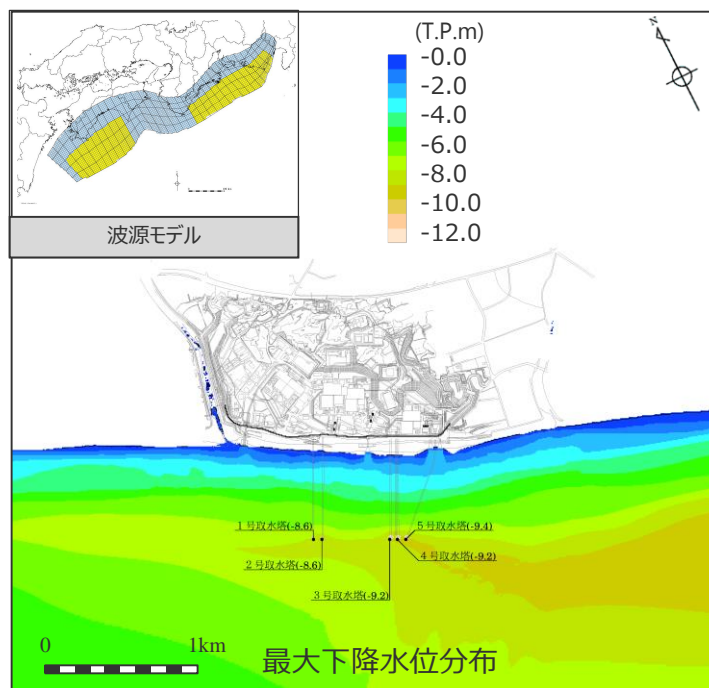 (T.P.m)
-0.0
-2.0
-4.0
-6.0
-8.0
-10.0
-12.0
N
波源モデル
1号取水塔(-8.6)
5号取水塔(-9.4)
2号取水塔(-8.6)
4号取水塔(-9.2)
3号取水塔(-9.2)
0 1km
最大下降水位分布